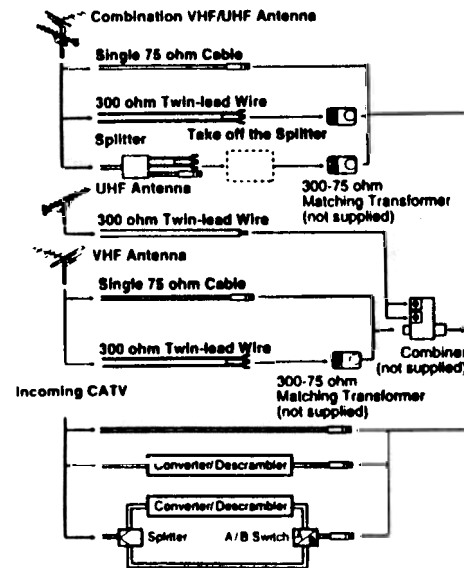 Combination VHF/UHF Antenna
Single 75 ohm Cable
300 ohm Twin-lead Wire
Splitter
Take off the Splitter
UHF Antenna
300-75 ohm
Matching Transformer
(not supplied)
300 ohm Twin-lead Wire
VHF Antenna
Single 75 ohm Cable
Combiner
(not supplied)
300 ohm Twin-lead Wire
300-75 ohm
Matching Transformer
(not supplied)
Incoming CATV
Converter/Descrambler
Converter/Descrambler
Splitter
A/B Switch